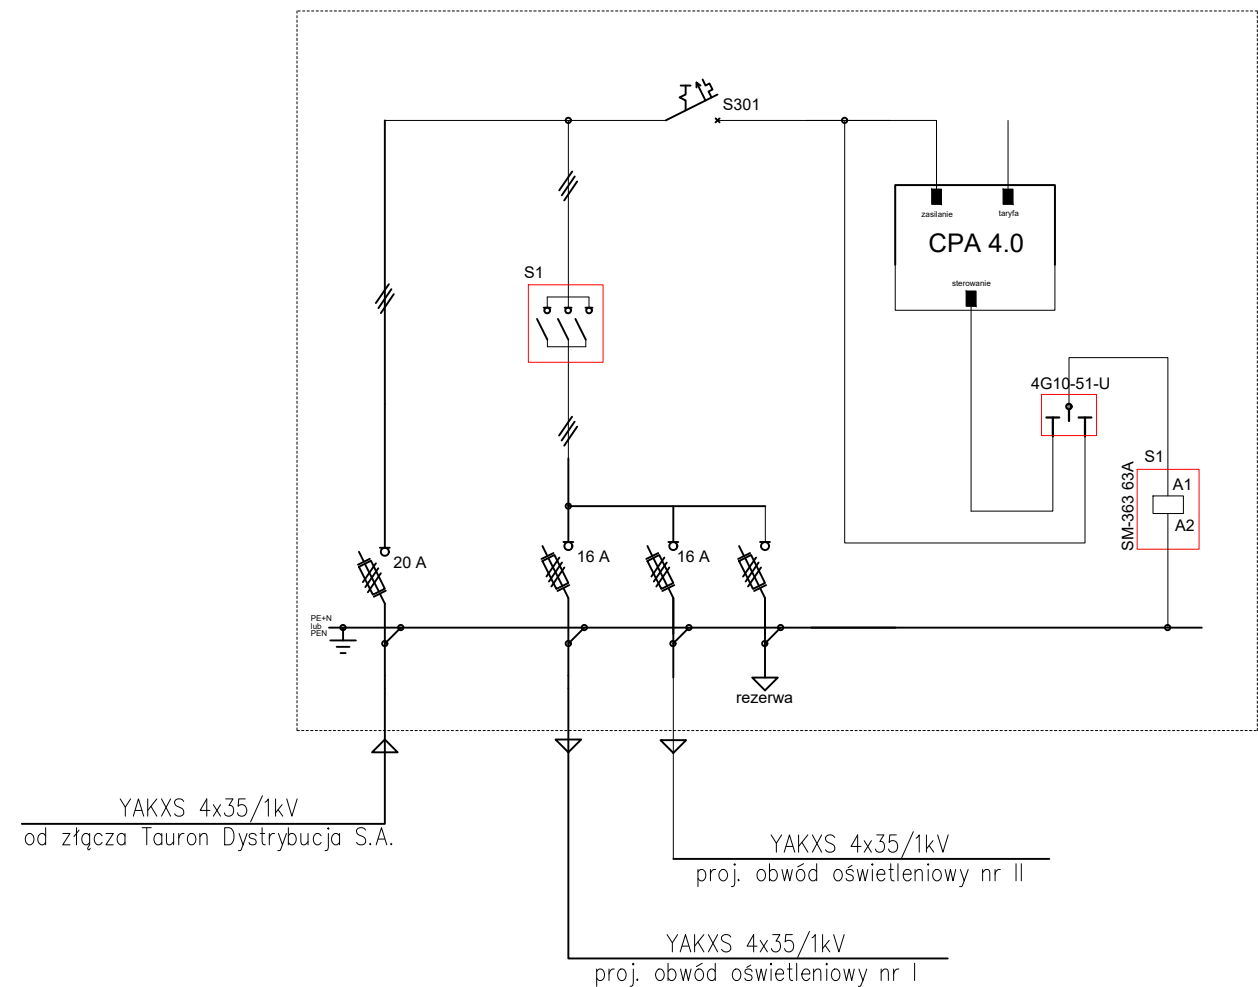 S301
zasilanie
taryfa
CPA 4.0
sterowanie
S1
4G10-51-U
S1
SM-363 63A
A1
A2
20 A
16 A
16 A
PE+N
lub
PEN
rezerwa
YAKXS 4x35/1kV
od złącza Tauron Dystrybucja S.A.
YAKXS 4x35/1kV
proj. obwód oświetleniowy nr II
YAKXS 4x35/1kV
proj. obwód oświetleniowy nr I